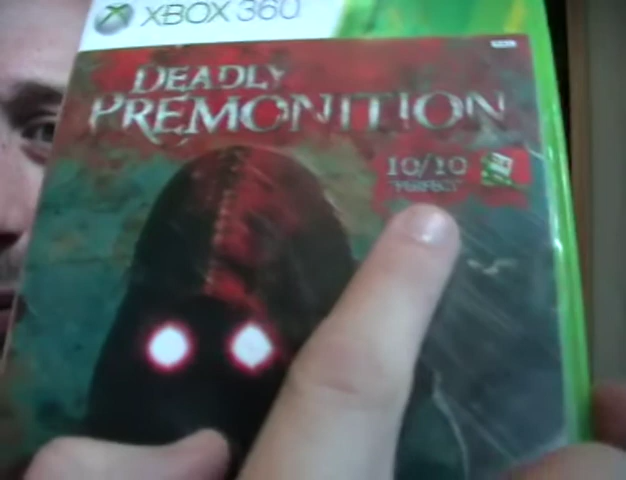 XBOX 360
DEADLY
PREMONITION
10/10
"PERFECT"